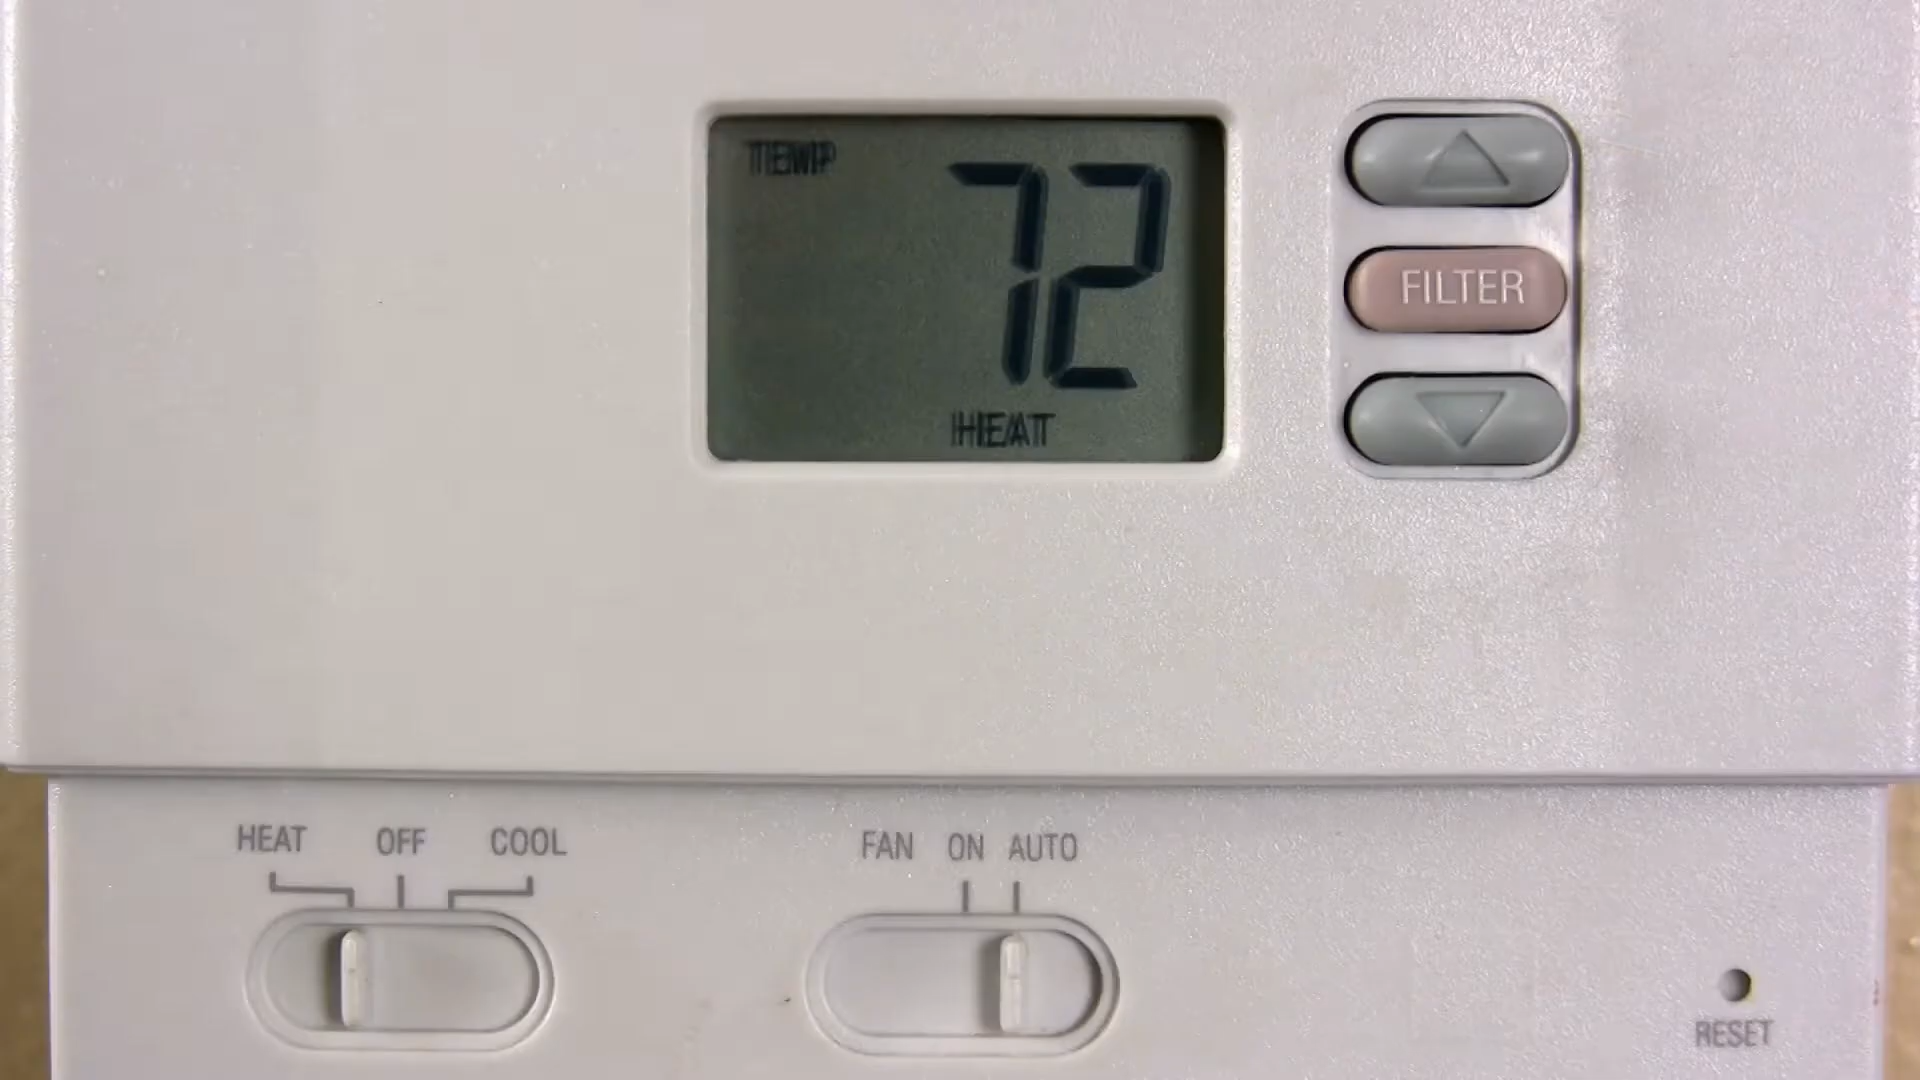 TEMP
72
HEAT
FILTER
HEAT OFF COOL
FAN ON AUTO
RESET